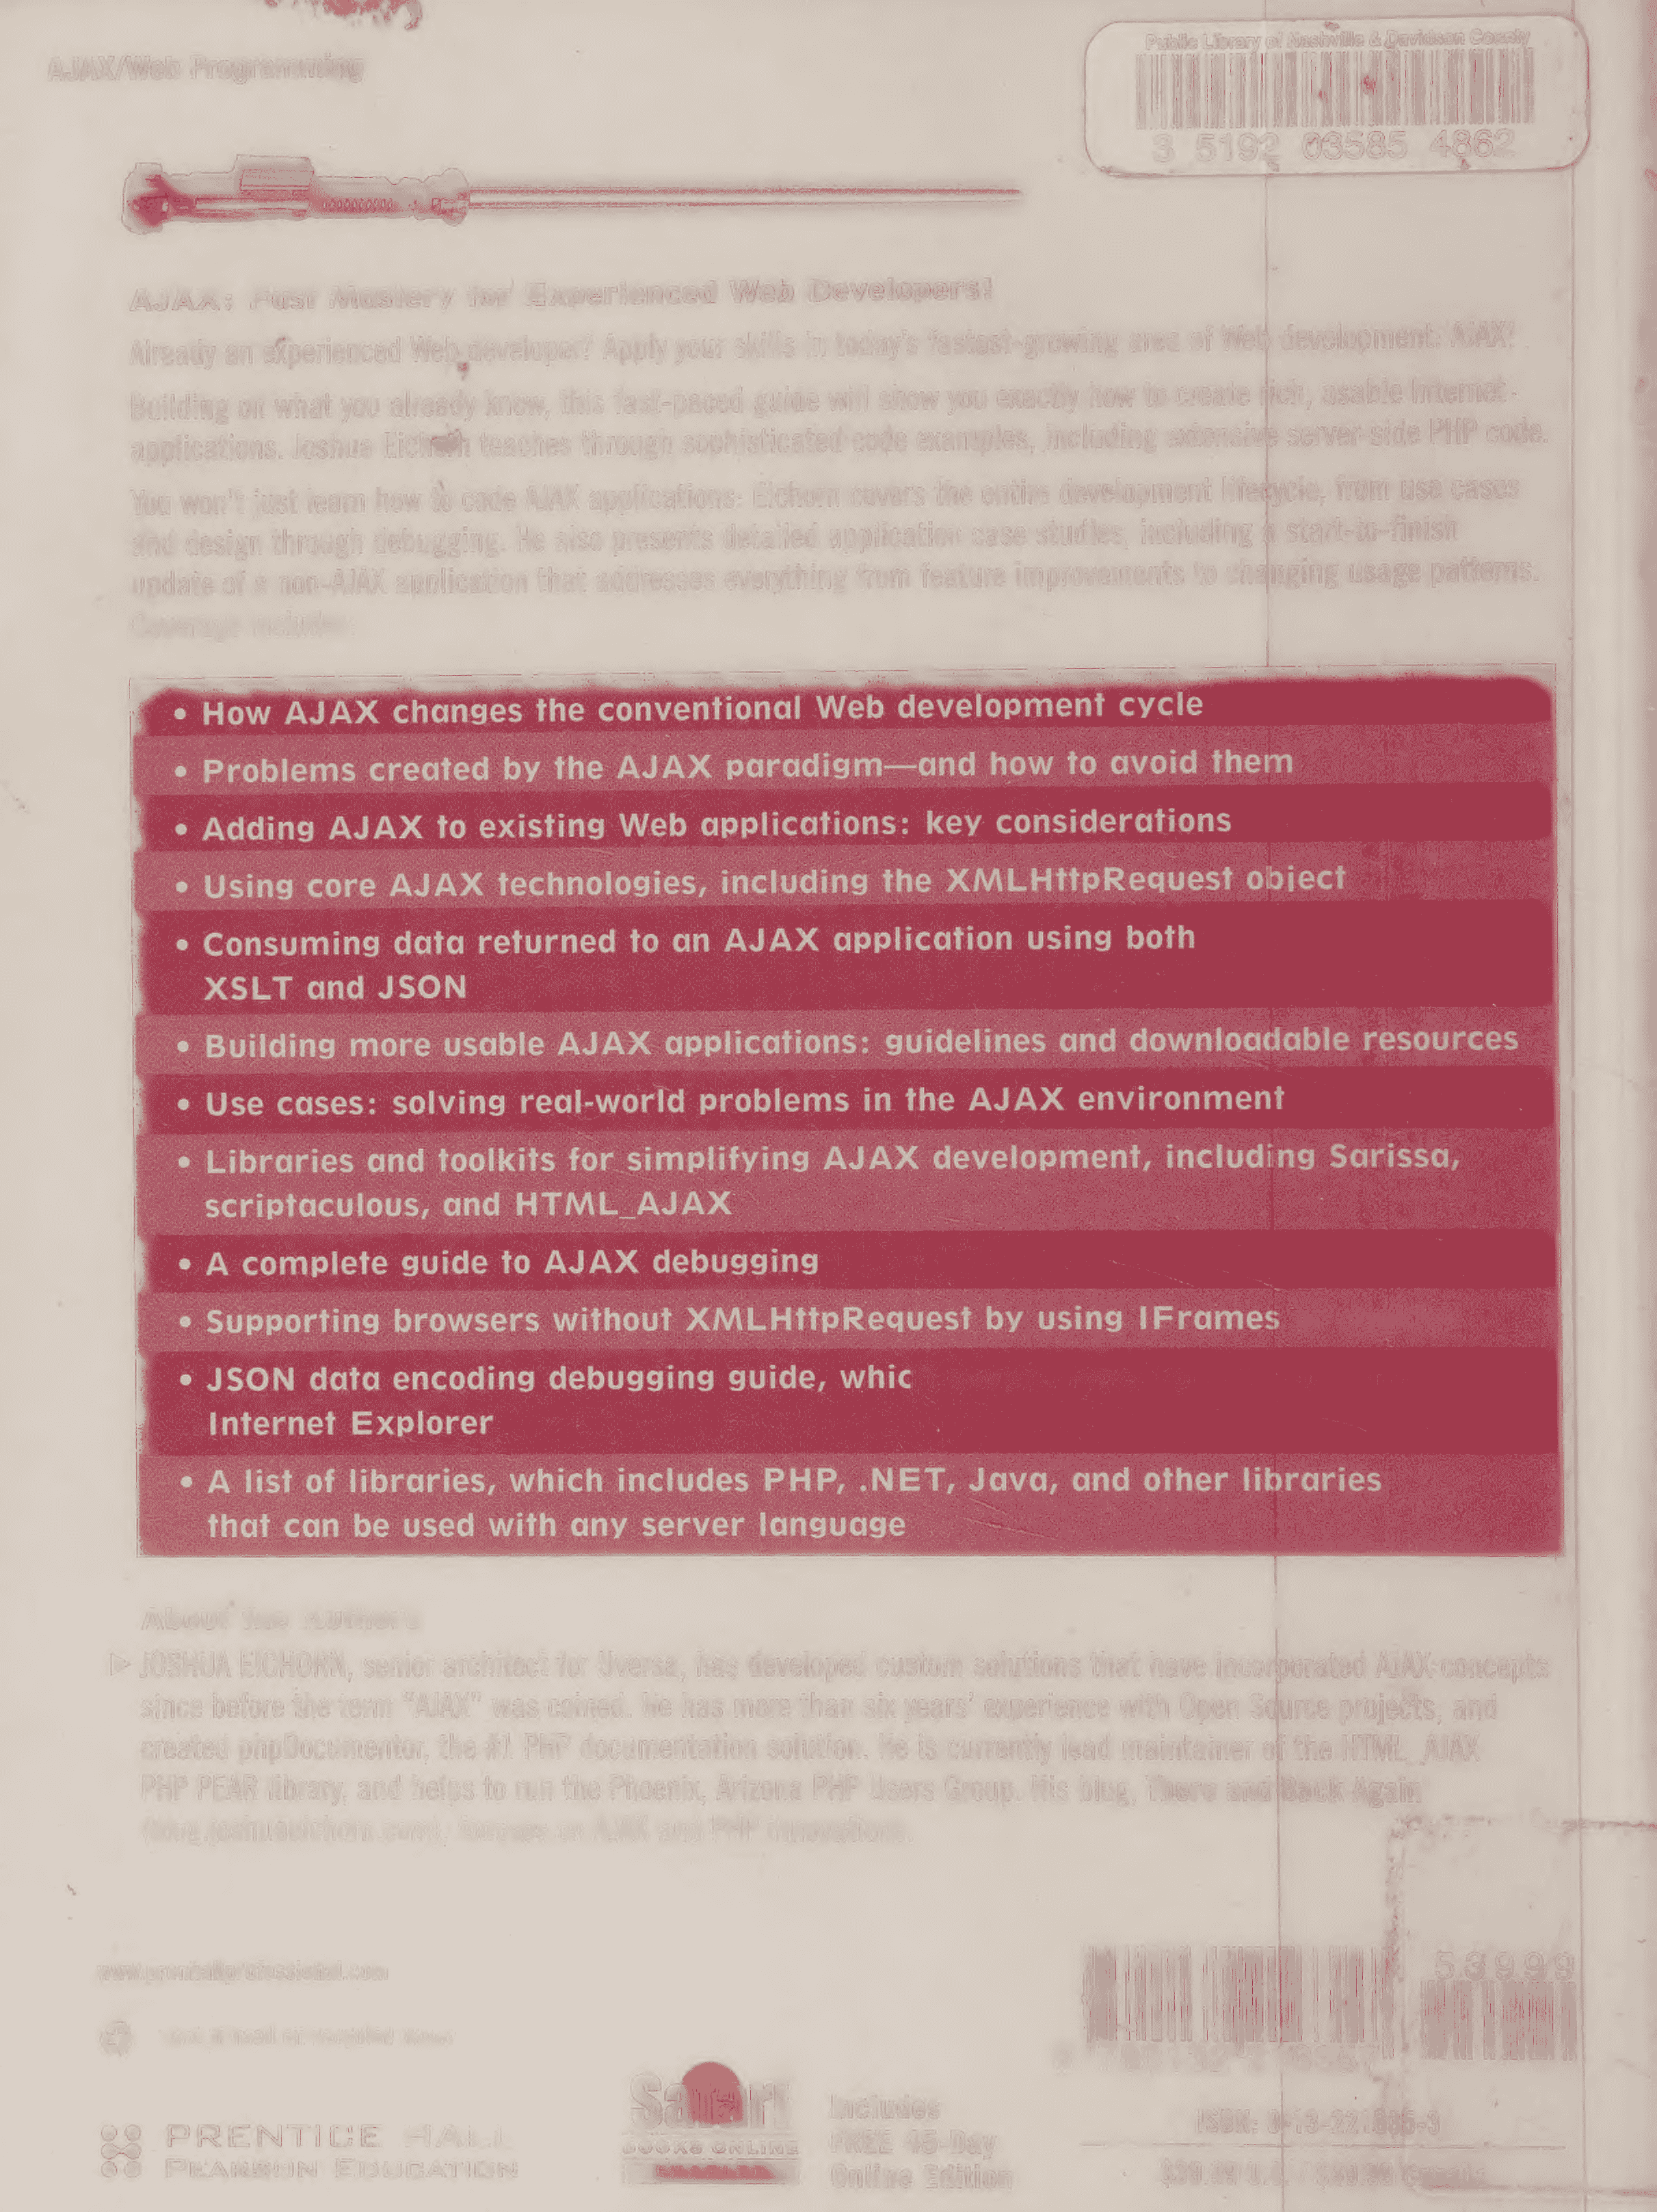 AJAX/Web Programming
Public Library of Nashville & Davidson County
3 5192 03585 4862
AJAX: Fast Mastery for Experienced Web Developers!
Already an experienced Web developer? Apply your skills in today's fastest-growing area of Web development: AJAX!
Building on what you already know, this fast-paced guide will show you exactly how to create rich, usable Internet
applications. Joshua Eichorn teaches through sophisticated code examples, including extensive server-side PHP code.
You won't just learn how to code AJAX applications: Eichorn covers the entire development lifecycle, from use cases
and design through debugging. He also presents detailed application case studies, including a start-to-finish
update of a non-AJAX application that addresses everything from feature improvements to changing usage patterns.
Coverage includes
• How AJAX changes the conventional Web development cycle
• Problems created by the AJAX paradigm—and how to avoid them
• Adding AJAX to existing Web applications: key considerations
• Using core AJAX technologies, including the XMLHttpRequest object
• Consuming data returned to an AJAX application using both
XSLT and JSON
• Building more usable AJAX applications: guidelines and downloadable resources
• Use cases: solving real-world problems in the AJAX environment
• Libraries and toolkits for simplifying AJAX development, including Sarissa,
scriptaculous, and HTML_AJAX
• A complete guide to AJAX debugging
• Supporting browsers without XMLHttpRequest by using IFrames
• JSON data encoding debugging guide, whic
Internet Explorer
• A list of libraries, which includes PHP, .NET, Java, and other libraries
that can be used with any server language
About the Author
JOSHUA EICHORN, senior architect for Uversa, has developed custom solutions that have incorporated AJAX concepts
since before the term "AJAX" was coined. He has more than six years' experience with Open Source projects, and
created phpDocumentor, the #1 PHP documentation solution. He is currently lead maintainer of the HTML_AJAX
PHP PEAR library, and helps to run the Phoenix, Arizona PHP Users Group. His blog, There and Back Again
PRENTICE HALL
PEARSON EDUCATION
Safari
BOOKS ONLINE
Includes
FREE 45-Day
Online Edition
53999
ISBN: